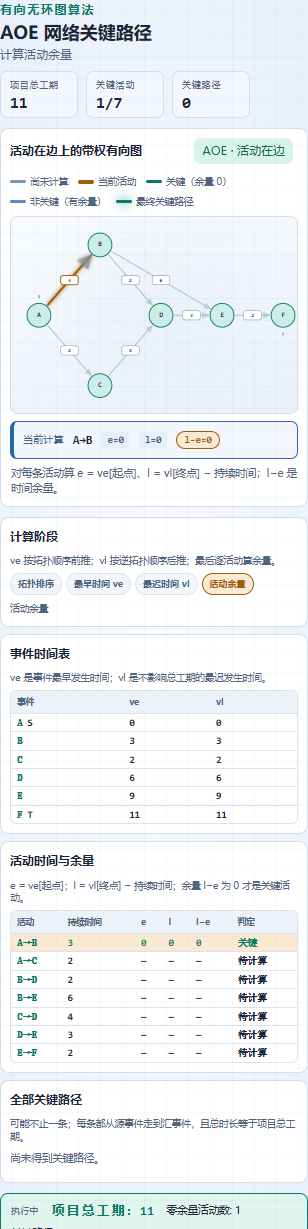 有向无环图算法
AOE 网络关键路径
计算活动余量
项目总工期
11
关键活动
1/7
关键路径
0
活动在边上的带权有向图
AOE · 活动在边
尚未计算
当前活动
关键（余量 0）
非关键（有余量）
最终关键路径
B
3
2
6
S
A
D
3
E
2
F
T
2
4
C
当前计算 A→B e=0 l=0 l−e=0
对每条活动算 e = ve[起点]、l = vl[终点] − 持续时间；l−e 是
时间余量。
计算阶段
ve 按拓扑顺序前推；vl 按逆拓扑顺序后推；最后逐活动算余量。
拓扑排序 最早时间 ve 最迟时间 vl 活动余量
活动余量
事件时间表
ve 是事件最早发生时间；vl 是不影响总工期的最迟发生时间。
事件 ve vl
A S 0 0
B 3 3
C 2 2
D 6 6
E 9 9
F T 11 11
活动时间与余量
e = ve[起点]；l = vl[终点] − 持续时间；余量 l−e 为 0 才是关键活
动。
活动 持续时间 e l l−e 判定
A→B 3 0 0 0 关键
A→C 2 — — — 待计算
B→D 2 — — — 待计算
B→E 6 — — — 待计算
C→D 4 — — — 待计算
D→E 3 — — — 待计算
E→F 2 — — — 待计算
全部关键路径
可能不止一条；每条都从源事件走到汇事件，且总时长等于项目总工
期。
尚未得到关键路径。
执行中 项目总工期: 11 零余量活动数: 1